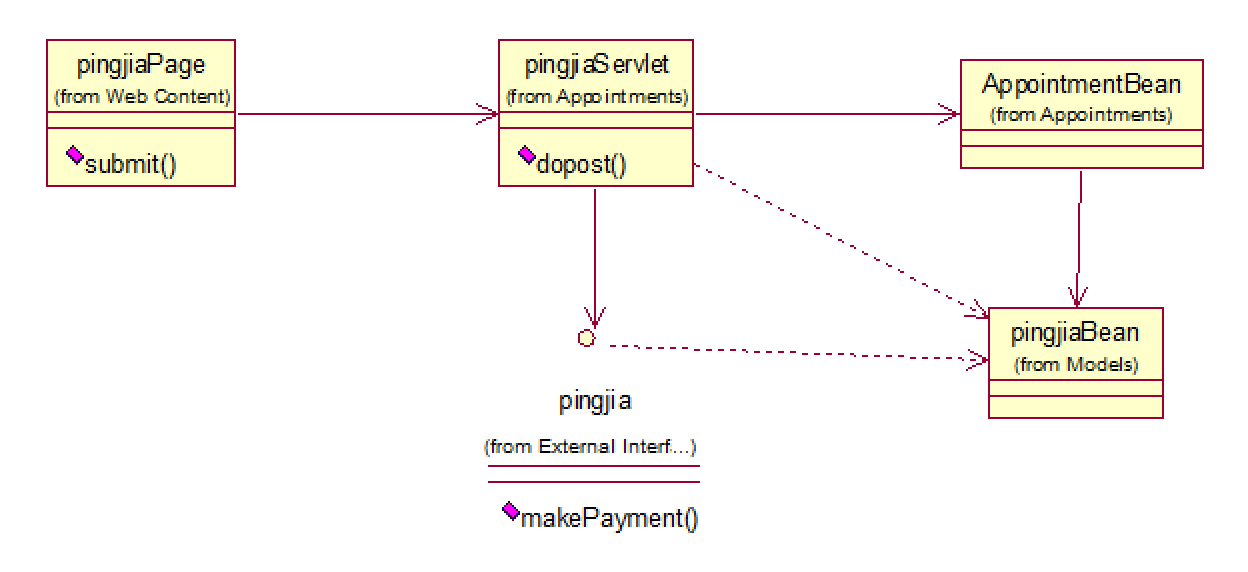 pingjiaPage
(from Web Content)
submit()
pingjiaServlet
(from Appointments)
dopost()
AppointmentBean
(from Appointments)
pingjiaBean
(from Models)
pingjia
(from External Interf...)
makePayment()